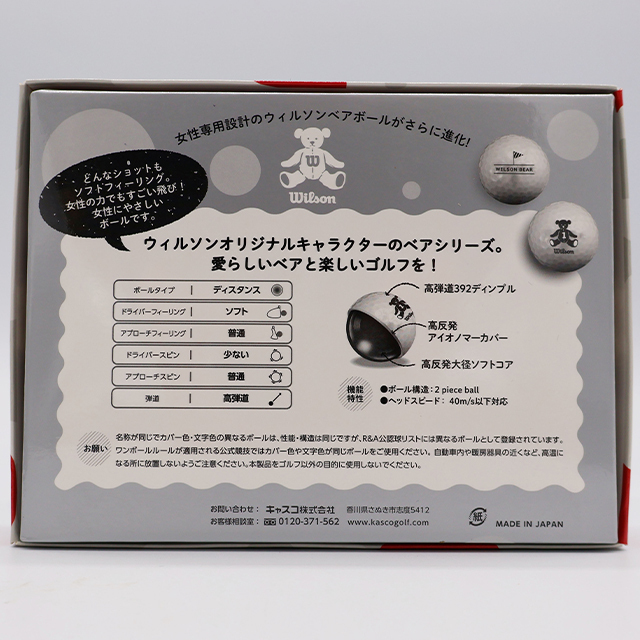 女性専用設計のウィルソンベアボールがさらに進化!
どんなショットも
ソフトフィーリング。
女性の力でもすごい飛び!
女性にやさしい
ボールです。
W
Wilson
WILSON BEAR
Wilson
ウィルソンオリジナルキャラクターのベアシリーズ。
愛らしいベアと楽しいゴルフを!
ボールタイプ ディスタンス
ドライバーフィーリング ソフト
アプローチフィーリング 普通
ドライバースピン 少ない
アプローチスピン 普通
弾道 高弾道
高弾道392ディンプル
高反発
アイオノマーカバー
高反発大径ソフトコア
機能
特性
●ボール構造:2 piece ball
●ヘッドスピード: 40m/s以下対応
お願い
名称が同じでカバー色・文字色の異なるボールは、性能・構造は同じですが、R&A公認球リストには異なるボールとして登録されています。
ワンボールルールが適用される公式競技ではカバー色や文字色が同じボールをご使用ください。自動車内や暖房器具の近くなど、高温に
なる所に放置しないようご注意ください。本製品をゴルフ以外の目的に使用しないでください。
お問い合わせ: キャスコ株式会社 香川県さぬき市志度5412
お客様相談室: 0120-371-562 www.kascogolf.com
紙
MADE IN JAPAN